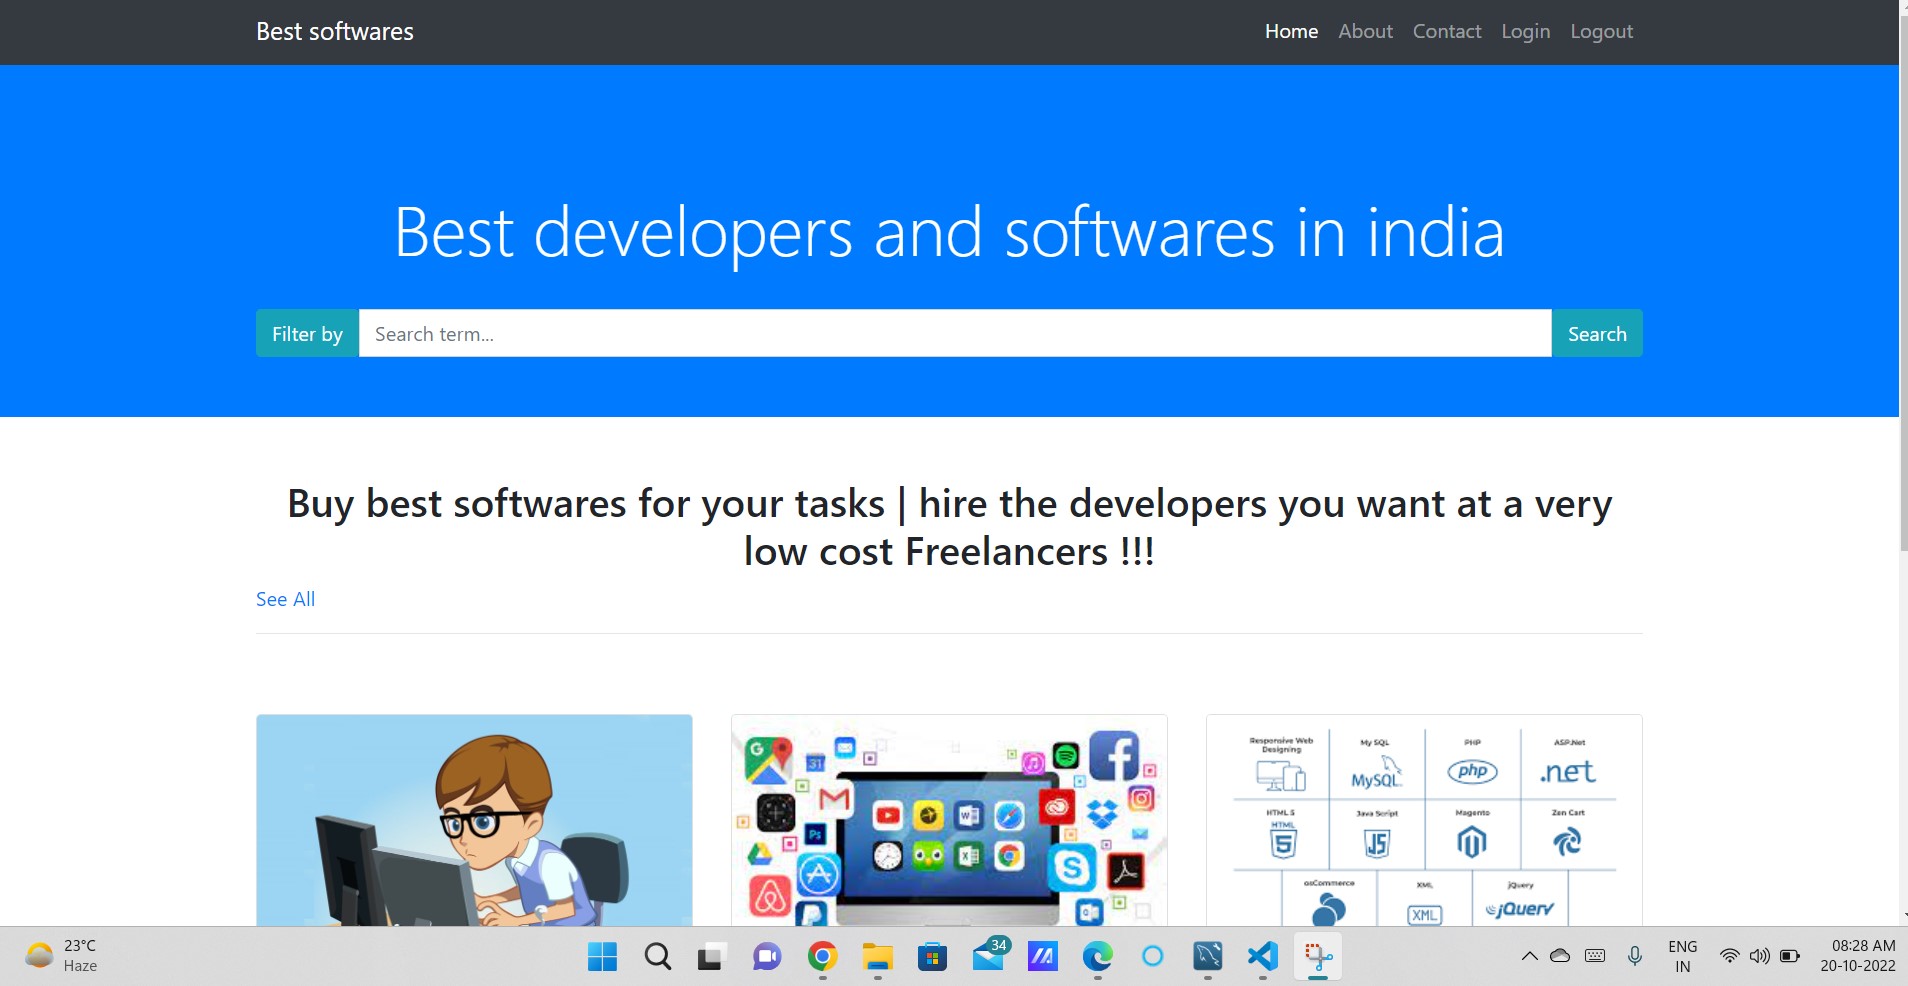 Best softwares
Home About Contact Login Logout
Best developers and softwares in india
Filter by Search term... Search
Buy best softwares for your tasks | hire the developers you want at a very
low cost Freelancers !!!
See All
Responsive Web
Designing
My SQL
PHP
ASP.Net
MySQL
php
.net
HTML 5
Java Script
Magento
Zen Cart
HTML
5
JS
osCommerce
XML
jQuery
XML
jQuery
G
31
Ps
W
X
S
f
23°C
Haze
34
ENG
IN
08:28 AM
20-10-2022